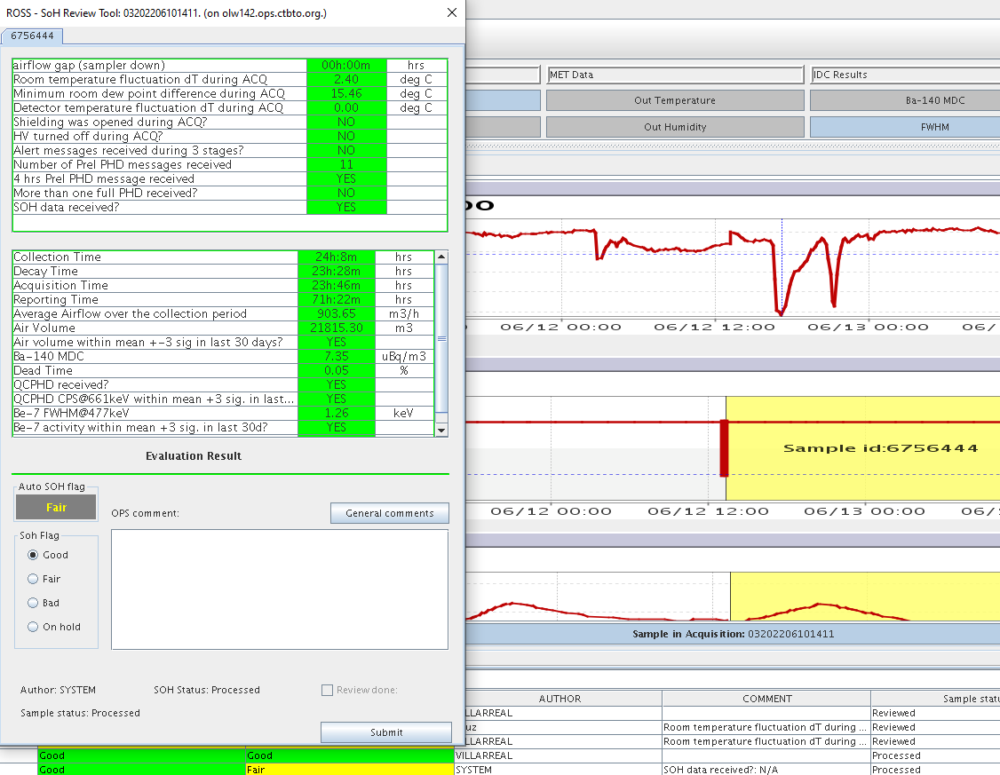 ROSS - SoH Review Tool: 03202206101411. (on olw142.ops.ctbto.org.)
6756444
airflow gap (sampler down) 00h:00m hrs
Room temperature fluctuation dT during ACQ 2.40 deg C
Minimum room dew point difference during ACQ 15.46 deg C
Detector temperature fluctuation dT during ACQ 0.00 deg C
Shielding was opened during ACQ? NO
HV turned off during ACQ? NO
Alert messages received during 3 stages? NO
Number of Prel PHD messages received 11
4 hrs Prel PHD message received YES
More than one full PHD received? NO
SOH data received? YES
Collection Time 24h:8m hrs
Decay Time 23h:28m hrs
Acquisition Time 23h:46m hrs
Reporting Time 71h:22m hrs
Average Airflow over the collection period 903.65 m3/h
Air Volume 21815.30 m3
Air volume within mean +-3 sig in last 30 days? YES
Ba-140 MDC 7.35 uBq/m3
Dead Time 0.05 %
QCPHD received? YES
QCPHD CPS@661keV within mean +3 sig. in last... YES
Be-7 FWHM@477keV 1.26 keV
Be-7 activity within mean +3 sig. in last 30d? YES
Evaluation Result
Auto SOH flag
Fair
OPS comment:
General comments
Soh Flag
Good
Fair
Bad
On hold
Author: SYSTEM SOH Status: Processed Review done:
Sample status: Processed
Submit
MET Data IDC Results
Out Temperature Ba-140 MDC
Out Humidity FWHM
06/12 00:00 06/12 12:00 06/13 00:00 06/
Sample id:6756444
06/12 00:00 06/12 12:00 06/13 00:00 06/
Sample in Acquisition: 03202206101411
AUTHOR COMMENT Sample statu
LLARREAL Reviewed
uz Room temperature fluctuation dT during ... Reviewed
LLARREAL Room temperature fluctuation dT during ... Reviewed
Good Good VILLARREAL Processed
Good Fair SYSTEM SOH data received?: N/A Processed